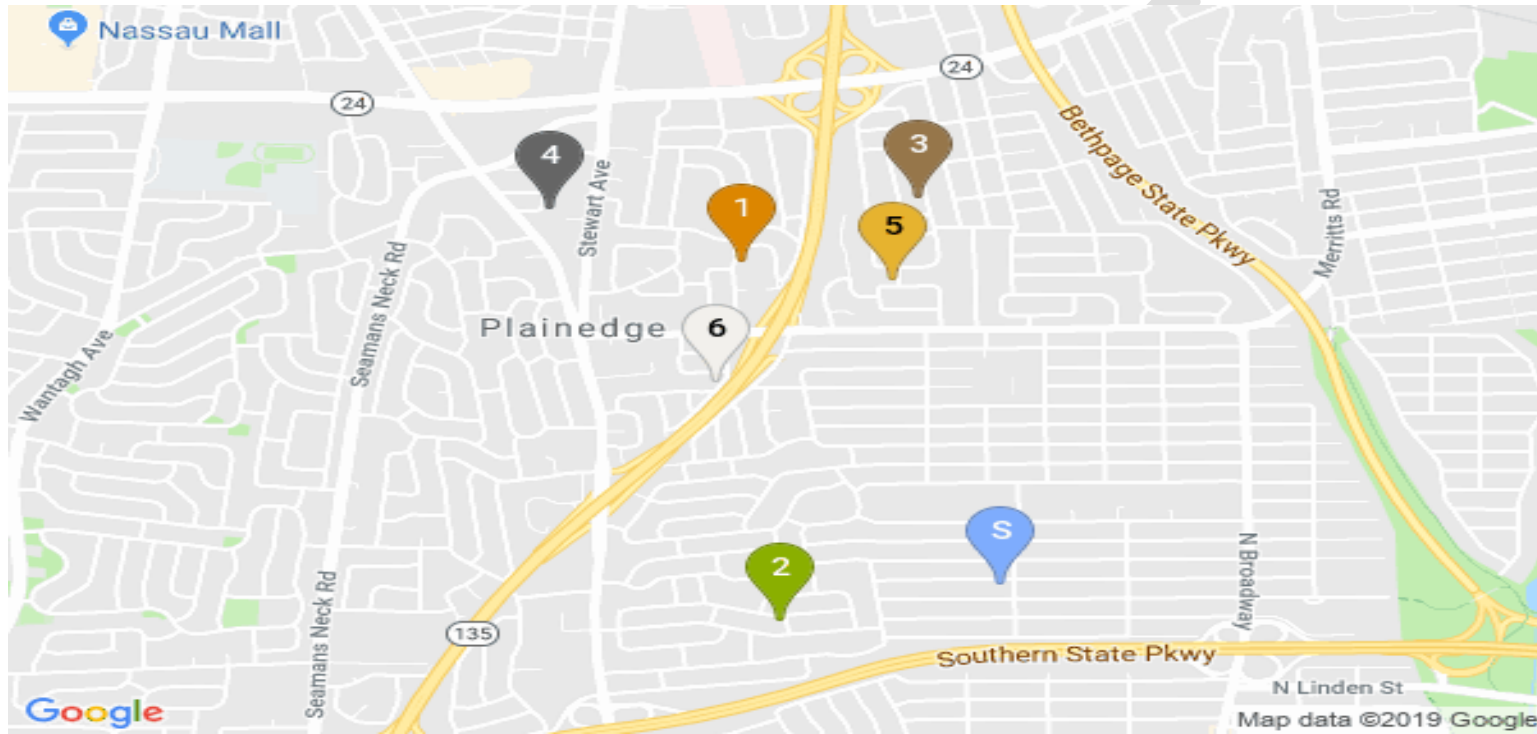 Nassau Mall
24
24
Bethpage State Pkwy
4
3
Stewart Ave
1
5
Merritts Rd
Seamans Neck Rd
Plainedge
6
Wantagh Ave
S
N Broadway
2
Seamans Neck Rd
135
Southern State Pkwy
N Linden St
Google
Map data ©2019 Google